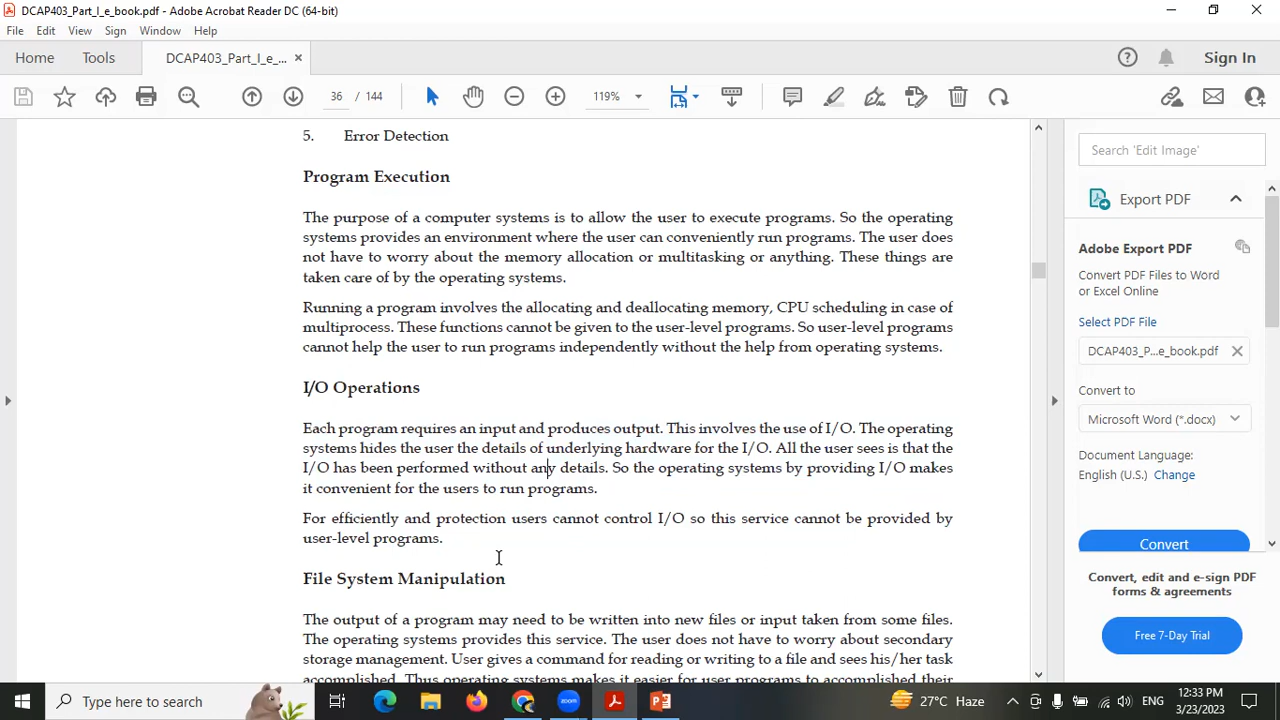 DCAP403_Part_I_e_book.pdf - Adobe Acrobat Reader DC (64-bit)
File Edit View Sign Window Help
Home Tools DCAP403_Part_I_e_... × Sign In
36 / 144 119%
5. Error Detection
Program Execution
The purpose of a computer systems is to allow the user to execute programs. So the operating
systems provides an environment where the user can conveniently run programs. The user does
not have to worry about the memory allocation or multitasking or anything. These things are
taken care of by the operating systems.
Running a program involves the allocating and deallocating memory, CPU scheduling in case of
multiprocess. These functions cannot be given to the user-level programs. So user-level programs
cannot help the user to run programs independently without the help from operating systems.
I/O Operations
Each program requires an input and produces output. This involves the use of I/O. The operating
systems hides the user the details of underlying hardware for the I/O. All the user sees is that the
I/O has been performed without any details. So the operating systems by providing I/O makes
it convenient for the users to run programs.
For efficiently and protection users cannot control I/O so this service cannot be provided by
user-level programs.
File System Manipulation
The output of a program may need to be written into new files or input taken from some files.
The operating systems provides this service. The user does not have to worry about secondary
storage management. User gives a command for reading or writing to a file and sees his/her task
accomplished. Thus operating systems makes it easier for user programs to accomplished their
Search 'Edit Image'
Export PDF
Adobe Export PDF
Convert PDF Files to Word
or Excel Online
Select PDF File
DCAP403_P...e_book.pdf
Convert to
Microsoft Word (*.docx)
Document Language:
English (U.S.) Change
Convert
Convert, edit and e-sign PDF
forms & agreements
Free 7-Day Trial
Type here to search
zoom
27°C Haze
ENG
12:33 PM
3/23/2023